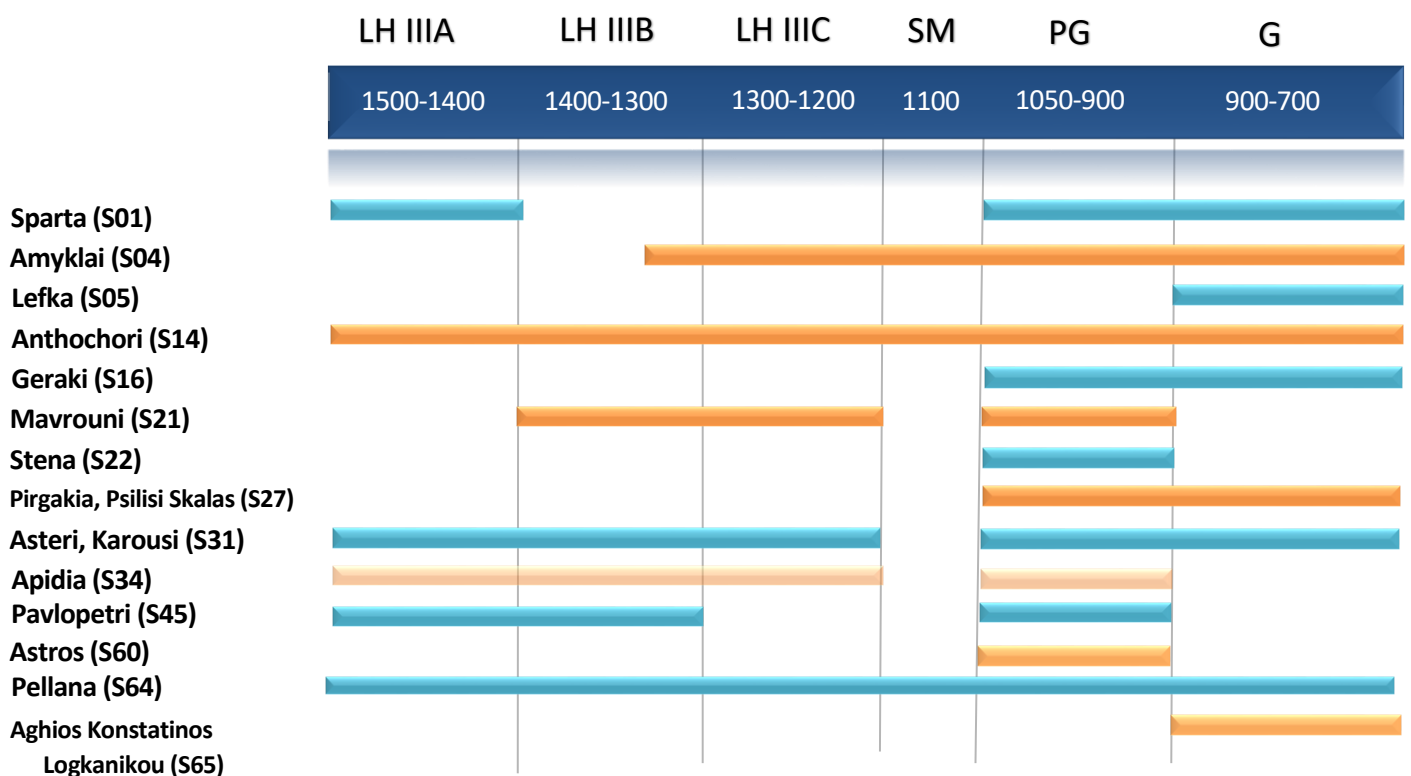 LH IIIA LH IIIB LH IIIC SM PG G
1500-1400 1400-1300 1300-1200 1100 1050-900 900-700
Sparta (S01)
Amyklai (S04)
Lefka (S05)
Anthochori (S14)
Geraki (S16)
Mavrouni (S21)
Stena (S22)
Pirgakia, Psilisi Skalas (S27)
Asteri, Karousi (S31)
Apidia (S34)
Pavlopetri (S45)
Astros (S60)
Pellana (S64)
Aghios Konstatinos
Logkanikou (S65)